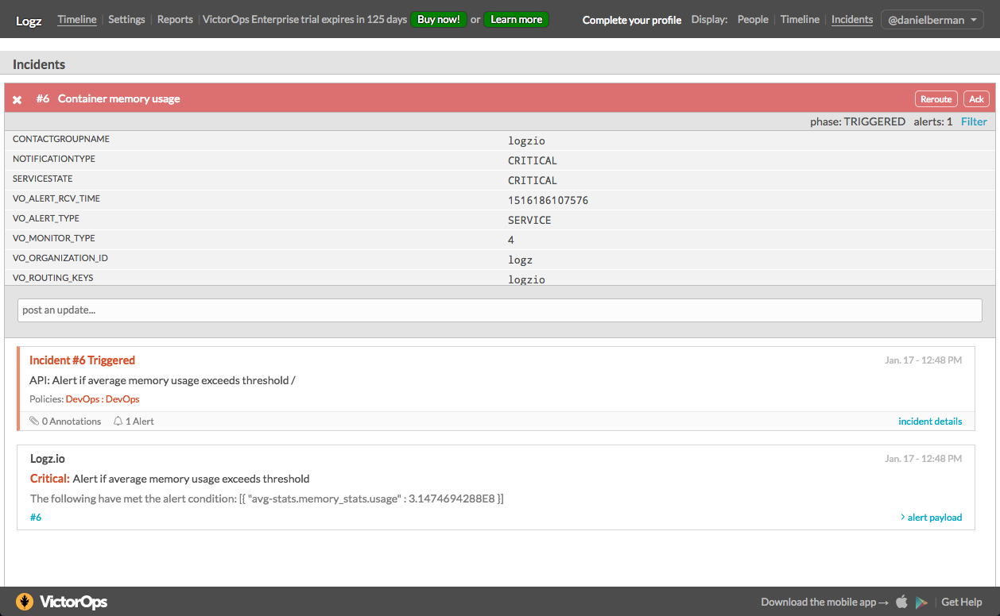 Logz Timeline Settings Reports VictorOps Enterprise trial expires in 125 days Buy now! or Learn more Complete your profile Display: People Timeline Incidents @danielberman
Incidents
#6 Container memory usage Reroute Ack
phase: TRIGGERED alerts: 1 Filter
CONTACTGROUPNAME logzio
NOTIFICATIONTYPE CRITICAL
SERVICESTATE CRITICAL
VO_ALERT_RCV_TIME 1516186107576
VO_ALERT_TYPE SERVICE
VO_MONITOR_TYPE 4
VO_ORGANIZATION_ID logz
VO_ROUTING_KEYS logzio
post an update...
Incident #6 Triggered Jan. 17 - 12:48 PM
API: Alert if average memory usage exceeds threshold /
Policies: DevOps : DevOps
0 Annotations 1 Alert incident details
Logz.io Jan. 17 - 12:48 PM
Critical: Alert if average memory usage exceeds threshold
The following have met the alert condition: [[{ "avg-stats.memory_stats.usage" : 3.1474694288E8 }]]
#6 > alert payload
VictorOps Download the mobile app → Get Help